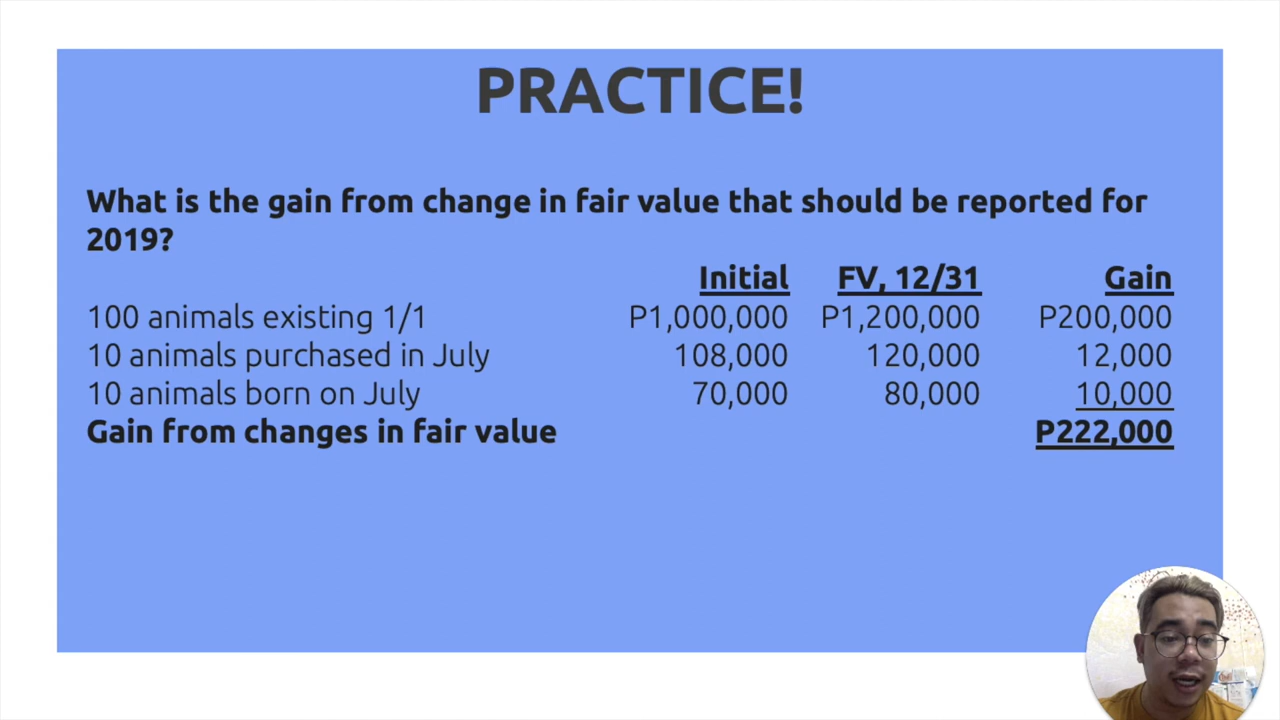 PRACTICE!
What is the gain from change in fair value that should be reported for
2019?
Initial FV, 12/31 Gain
100 animals existing 1/1 P1,000,000 P1,200,000 P200,000
10 animals purchased in July 108,000 120,000 12,000
10 animals born on July 70,000 80,000 10,000
Gain from changes in fair value P222,000